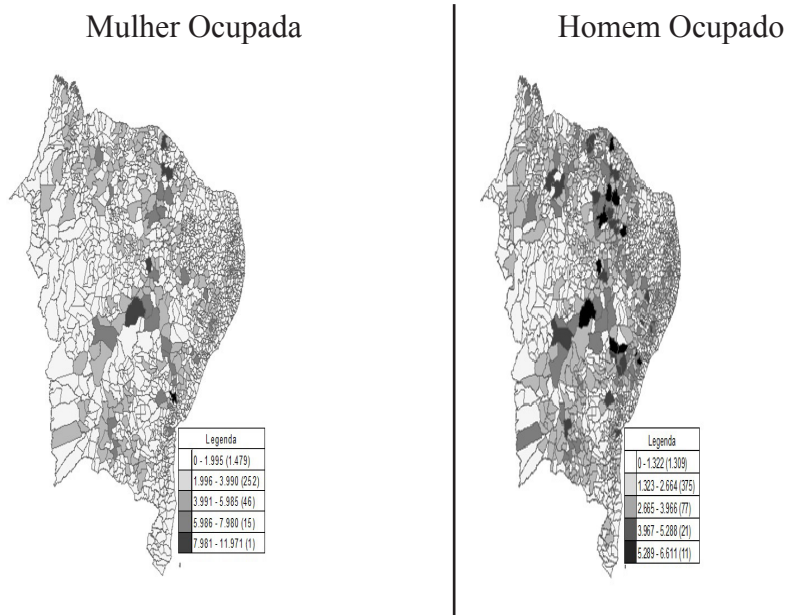 Mulher Ocupada
Legenda
0 - 1.995 (1.479)
1.996 - 3.990 (252)
3.991 - 5.985 (46)
5.986 - 7.980 (15)
7.981 - 11.971 (1)
Homem Ocupado
Legenda
0 - 1.322 (1.309)
1.323 - 2.664 (375)
2.665 - 3.966 (77)
3.967 - 5.288 (21)
5.289 - 6.611 (11)